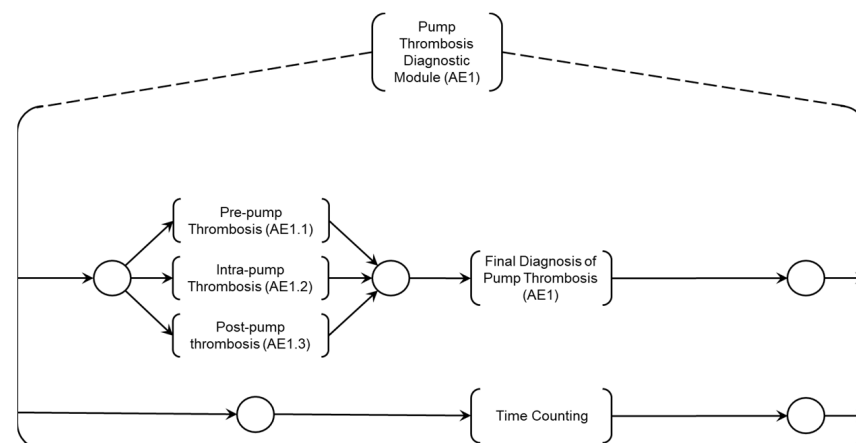 Pump
Thrombosis
Diagnostic
Module (AE1)
Pre-pump
Thrombosis (AE1.1)
Intra-pump
Thrombosis (AE1.2)
Post-pump
thrombosis (AE1.3)
Final Diagnosis of
Pump Thrombosis
(AE1)
Time Counting